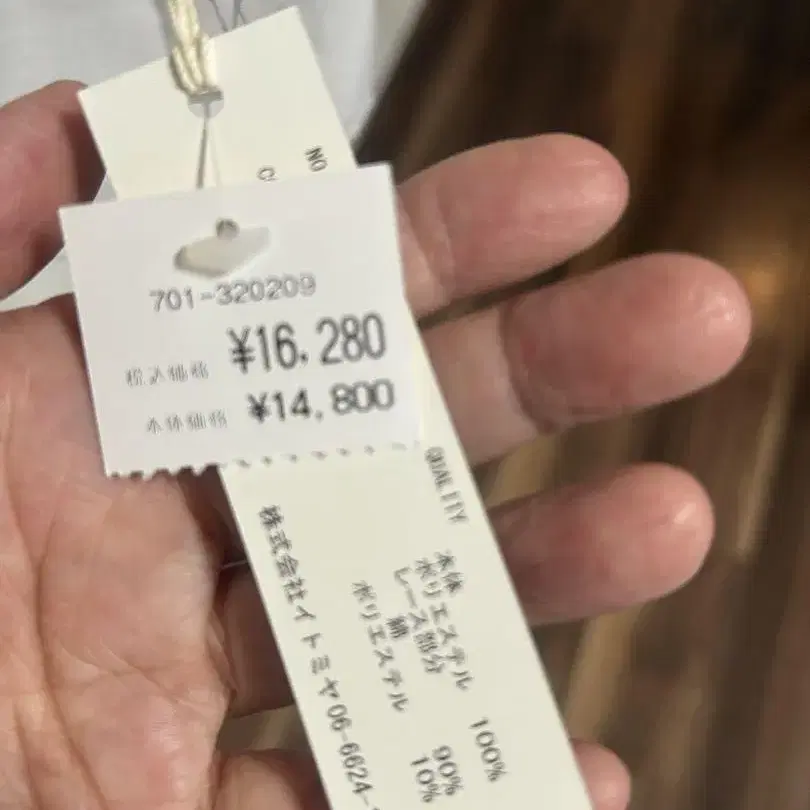 NO
701-320209
税込価格 ¥16,280
本体価格 ¥14,800
QUALITY
本体
ポリエステル 100%
レース部分
綿 90%
ポリエステル 10%
株式会社イトミヤ 06-6624-